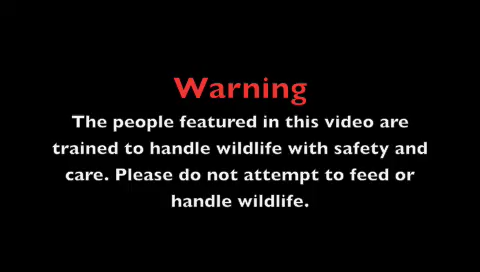 Warning
The people featured in this video are
trained to handle wildlife with safety and
care. Please do not attempt to feed or
handle wildlife.